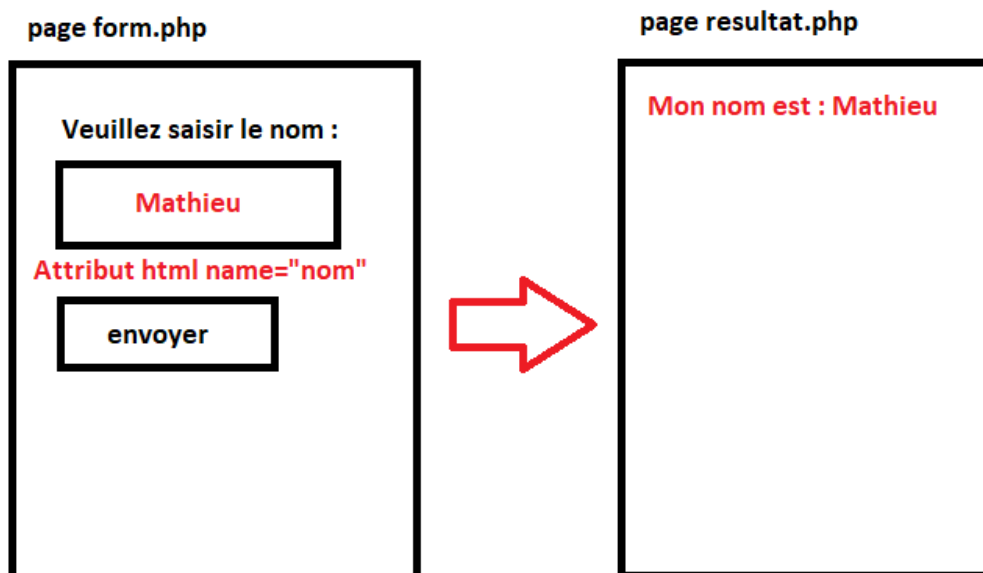 page form.php
Veuillez saisir le nom :
Mathieu
Attribut html name="nom"
envoyer
page resultat.php
Mon nom est : Mathieu